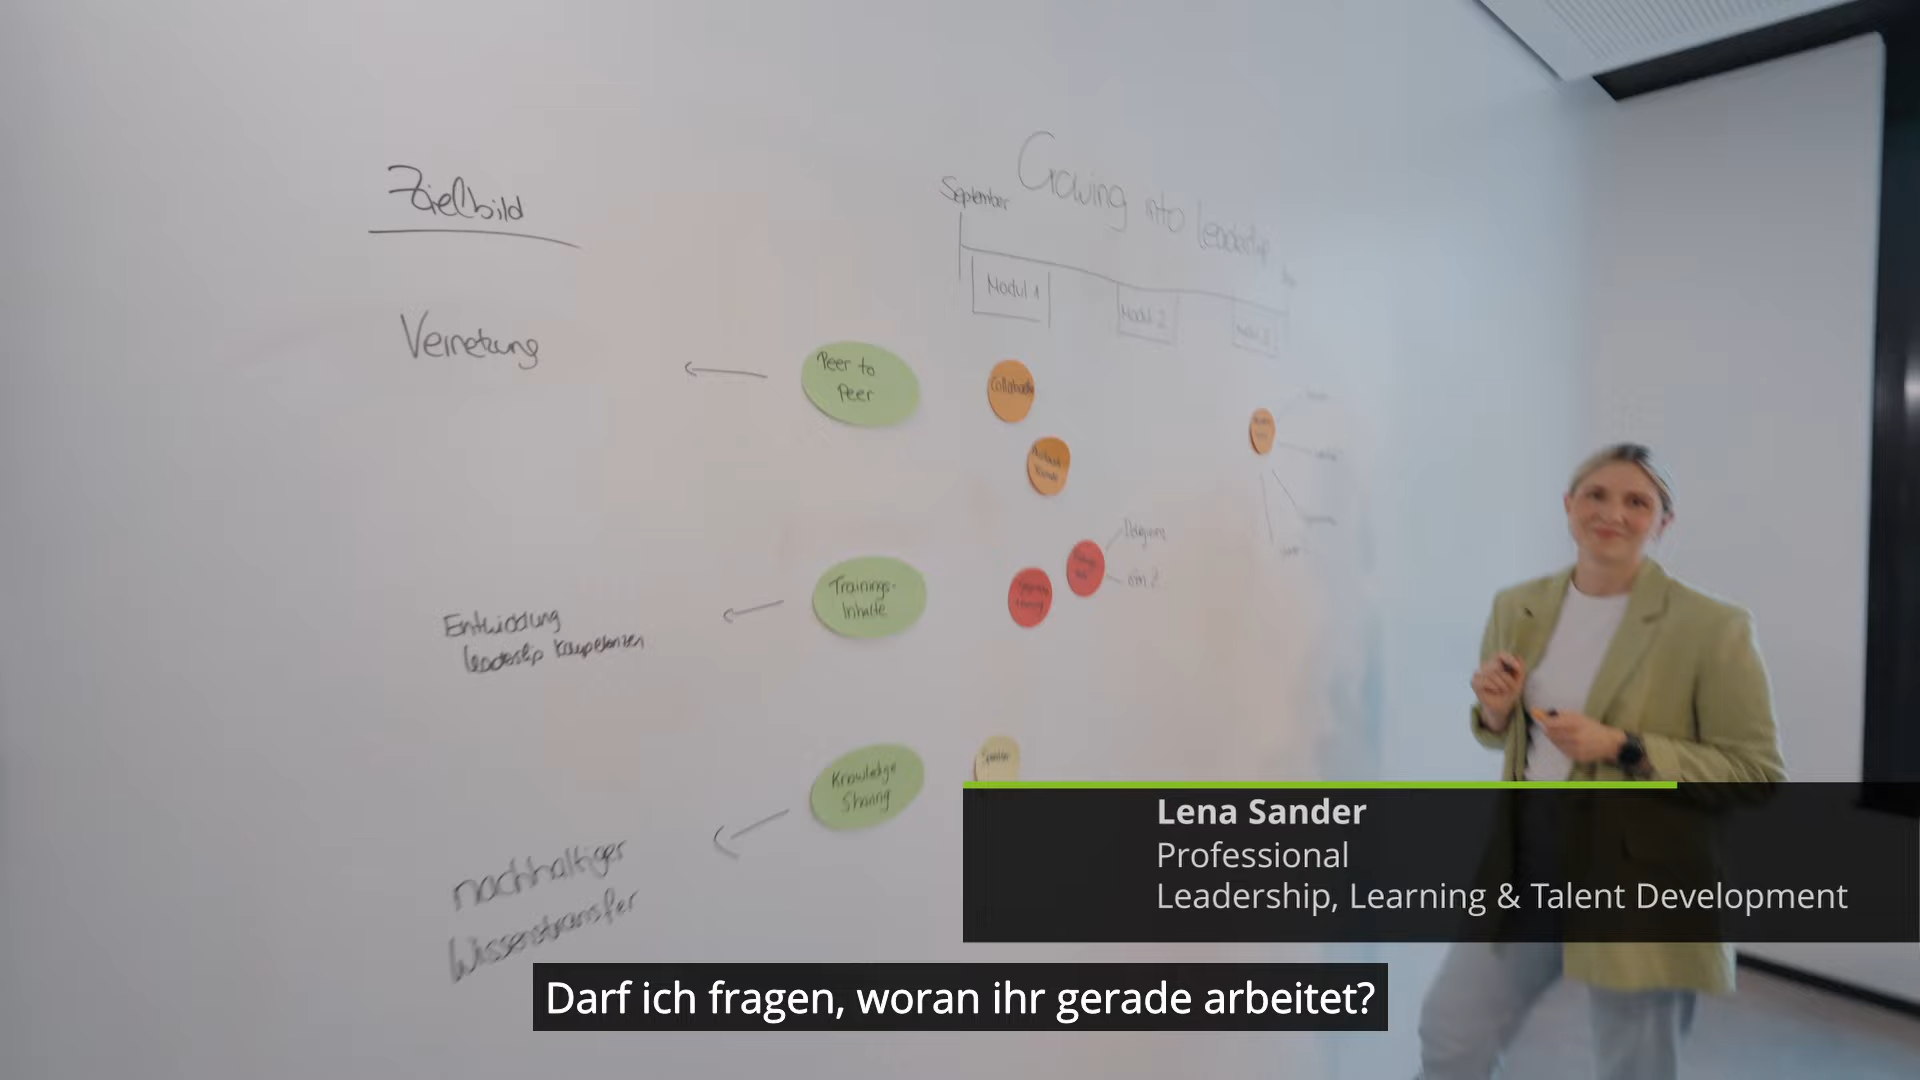 Zielbild
September
Growing into leadership
Modul 1
Modul 2
Modul 3
Vernetzung
Peer to
Peer
Trainings-
Inhalte
Entwicklung
leadership Kompetenzen
Knowledge
Sharing
Speaker
nachhaltiger
Wissenstransfer
Lena Sander
Professional
Leadership, Learning & Talent Development
Darf ich fragen, woran ihr gerade arbeitet?